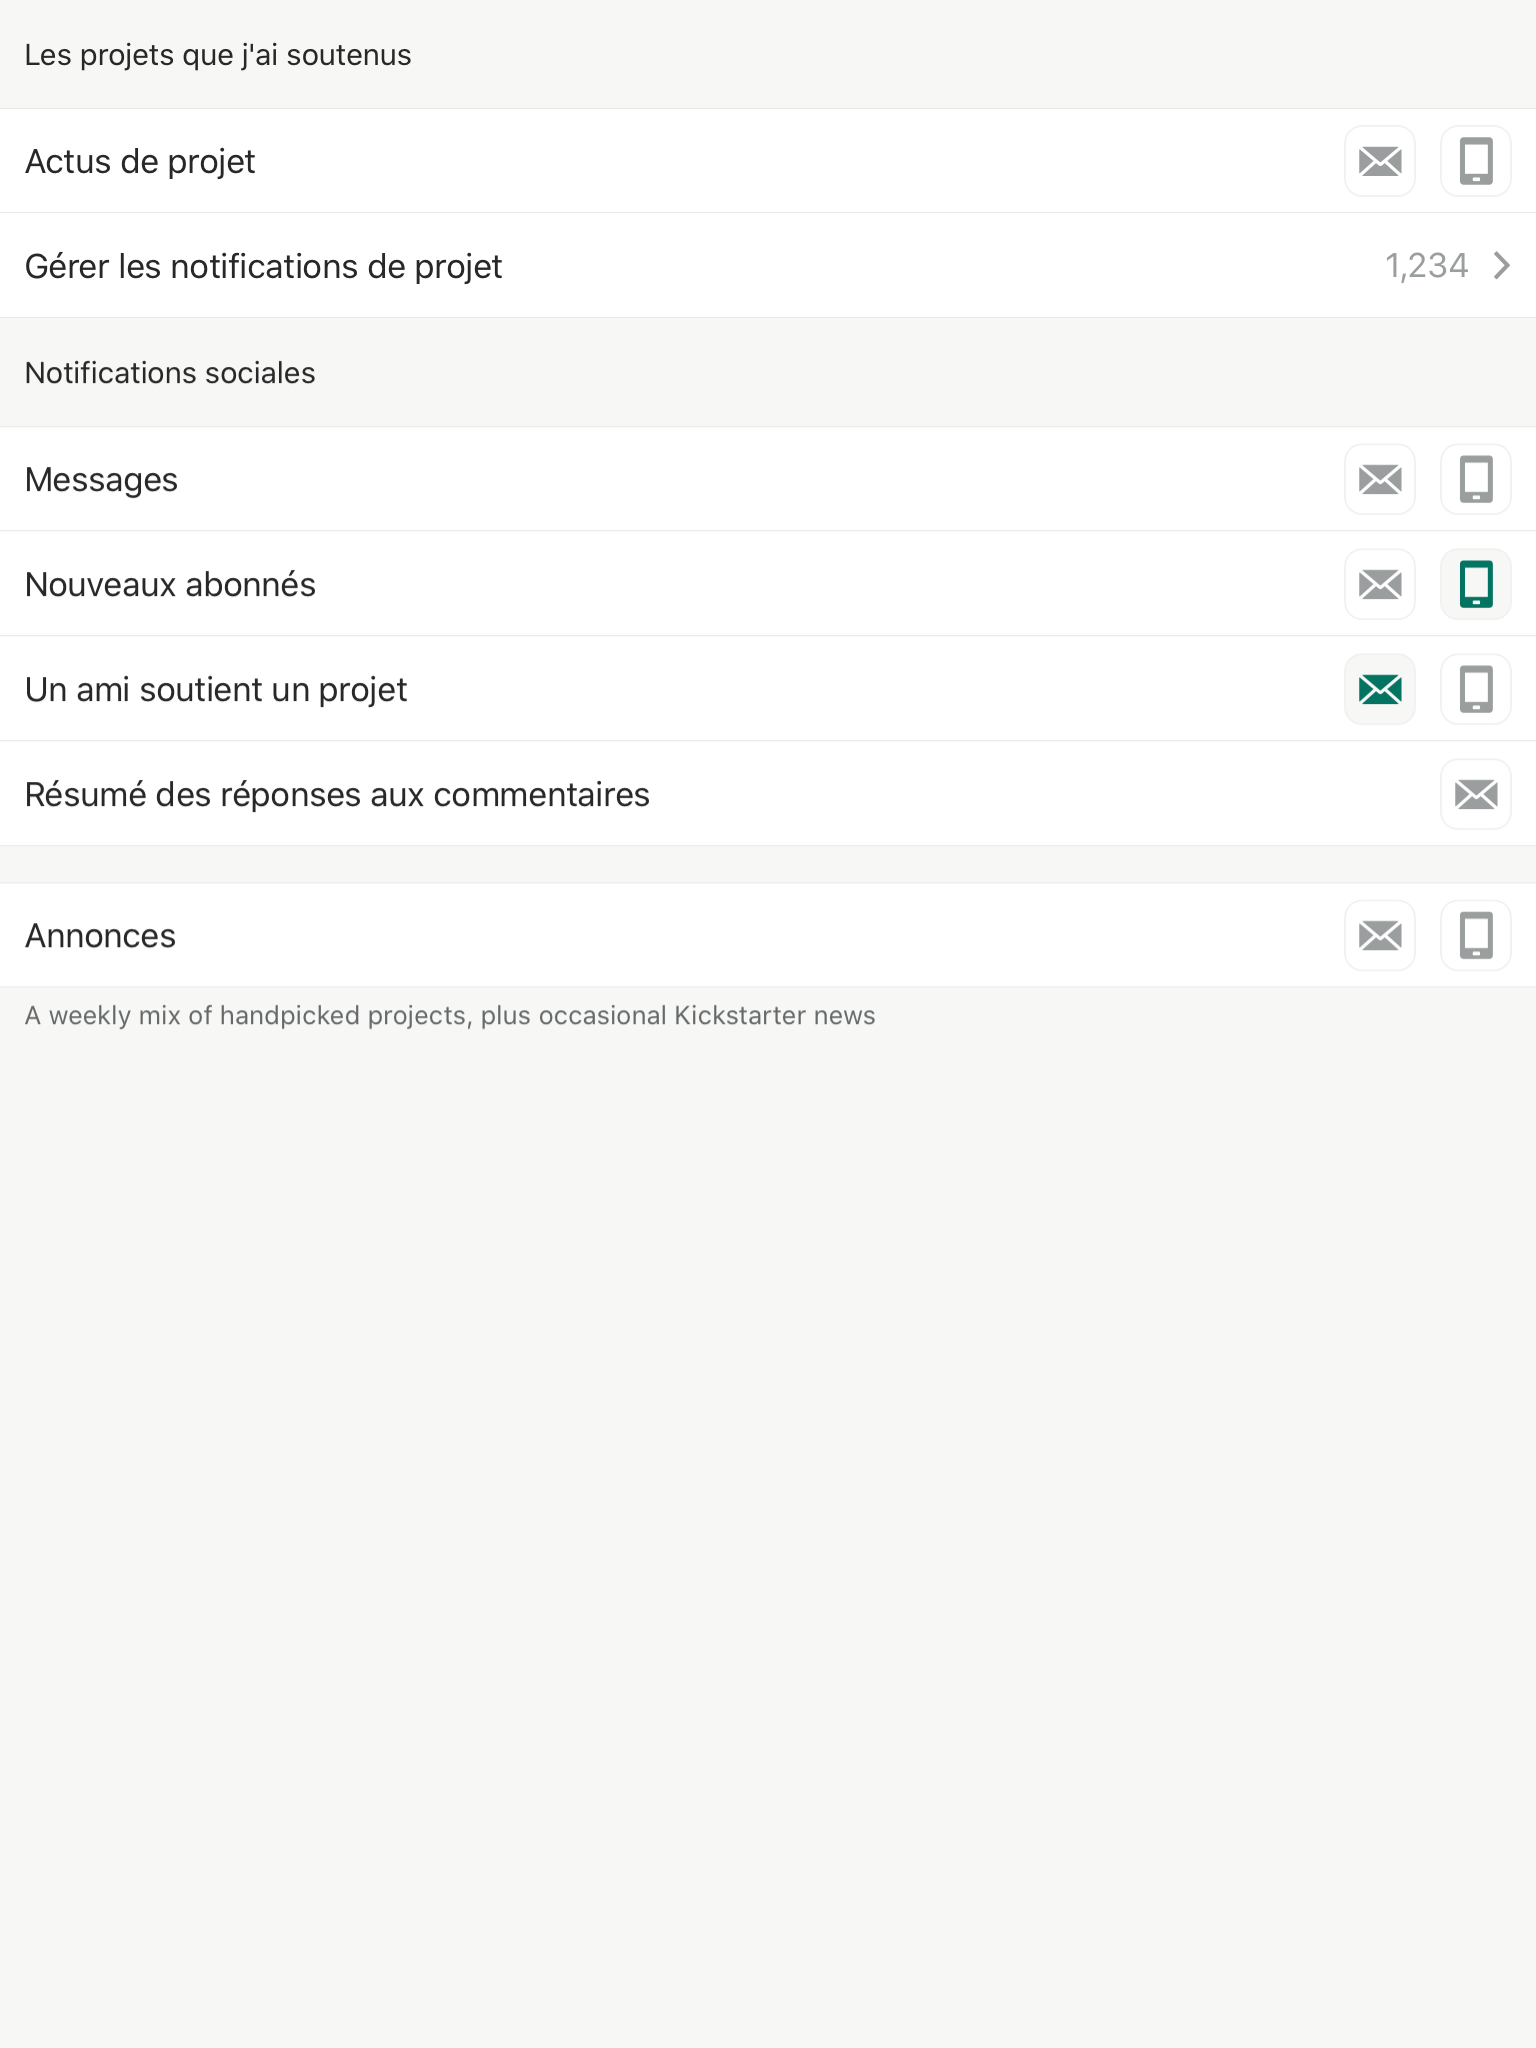 Les projets que j'ai soutenus
Actus de projet
Gérer les notifications de projet 1,234
Notifications sociales
Messages
Nouveaux abonnés
Un ami soutient un projet
Résumé des réponses aux commentaires
Annonces
A weekly mix of handpicked projects, plus occasional Kickstarter news